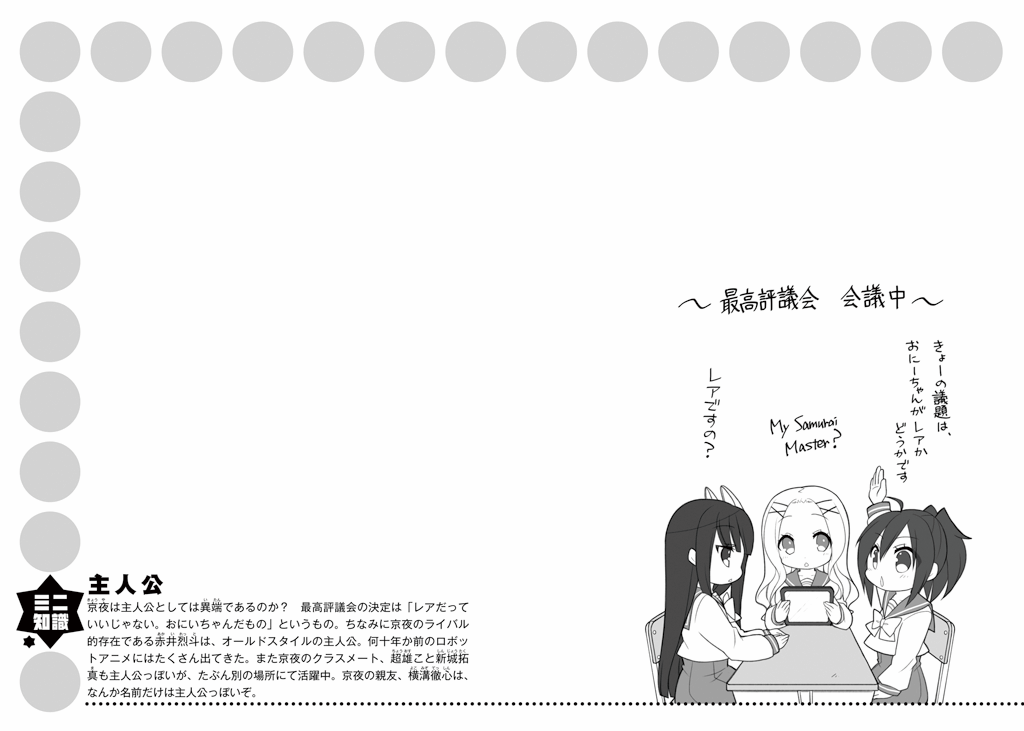 ～最高評議会　会議中～
きょーの議題は、
おにーちゃんがレアか
どうかです
My Samurai
Master?
レアですの?
ミニ
知識
主人公
京夜は主人公としては異端であるのか？　最高評議会の決定は「レアだって
いいじゃない。おにいちゃんだもの」というもの。ちなみに京夜のライバル
的存在である赤井烈斗は、オールドスタイルの主人公。何十年か前のロボッ
トアニメにはたくさん出てきた。また京夜のクラスメート、超雄こと新城拓
真も主人公っぽいが、たぶん別の場所にて活躍中。京夜の親友、横溝徹心は、
なんか名前だけは主人公っぽいぞ。